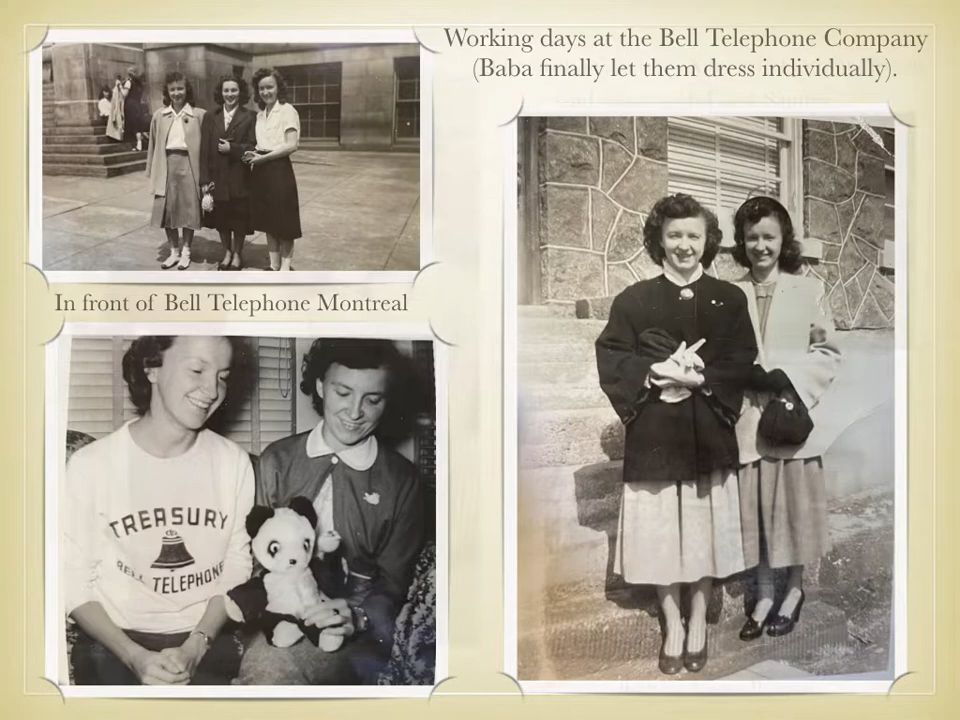 Working days at the Bell Telephone Company
(Baba finally let them dress individually).
In front of Bell Telephone Montreal
TREASURY
BELL TELEPHONE